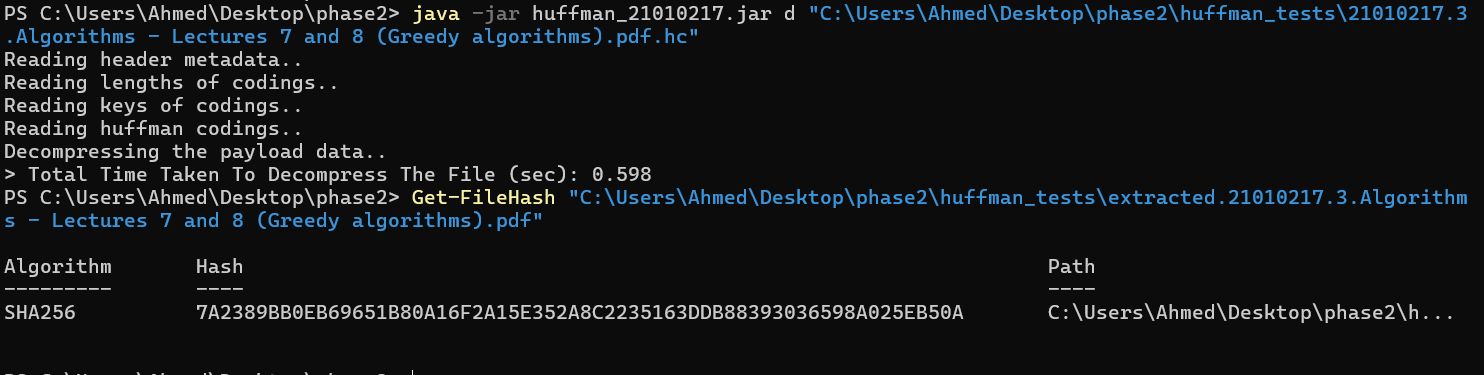 PS C:\Users\Ahmed\Desktop\phase2> java -jar huffman_21010217.jar d "C:\Users\Ahmed\Desktop\phase2\huffman_tests\21010217.3
.Algorithms - Lectures 7 and 8 (Greedy algorithms).pdf.hc"
Reading header metadata..
Reading lengths of codings..
Reading keys of codings..
Reading huffman codings..
Decompressing the payload data..
> Total Time Taken To Decompress The File (sec): 0.598
PS C:\Users\Ahmed\Desktop\phase2> Get-FileHash "C:\Users\Ahmed\Desktop\phase2\huffman_tests\extracted.21010217.3.Algorithm
s - Lectures 7 and 8 (Greedy algorithms).pdf"
Algorithm Hash Path
--------- ---- ----
SHA256 7A2389BB0EB69651B80A16F2A15E352A8C2235163DDB88393036598A025EB50A C:\Users\Ahmed\Desktop\phase2\h...